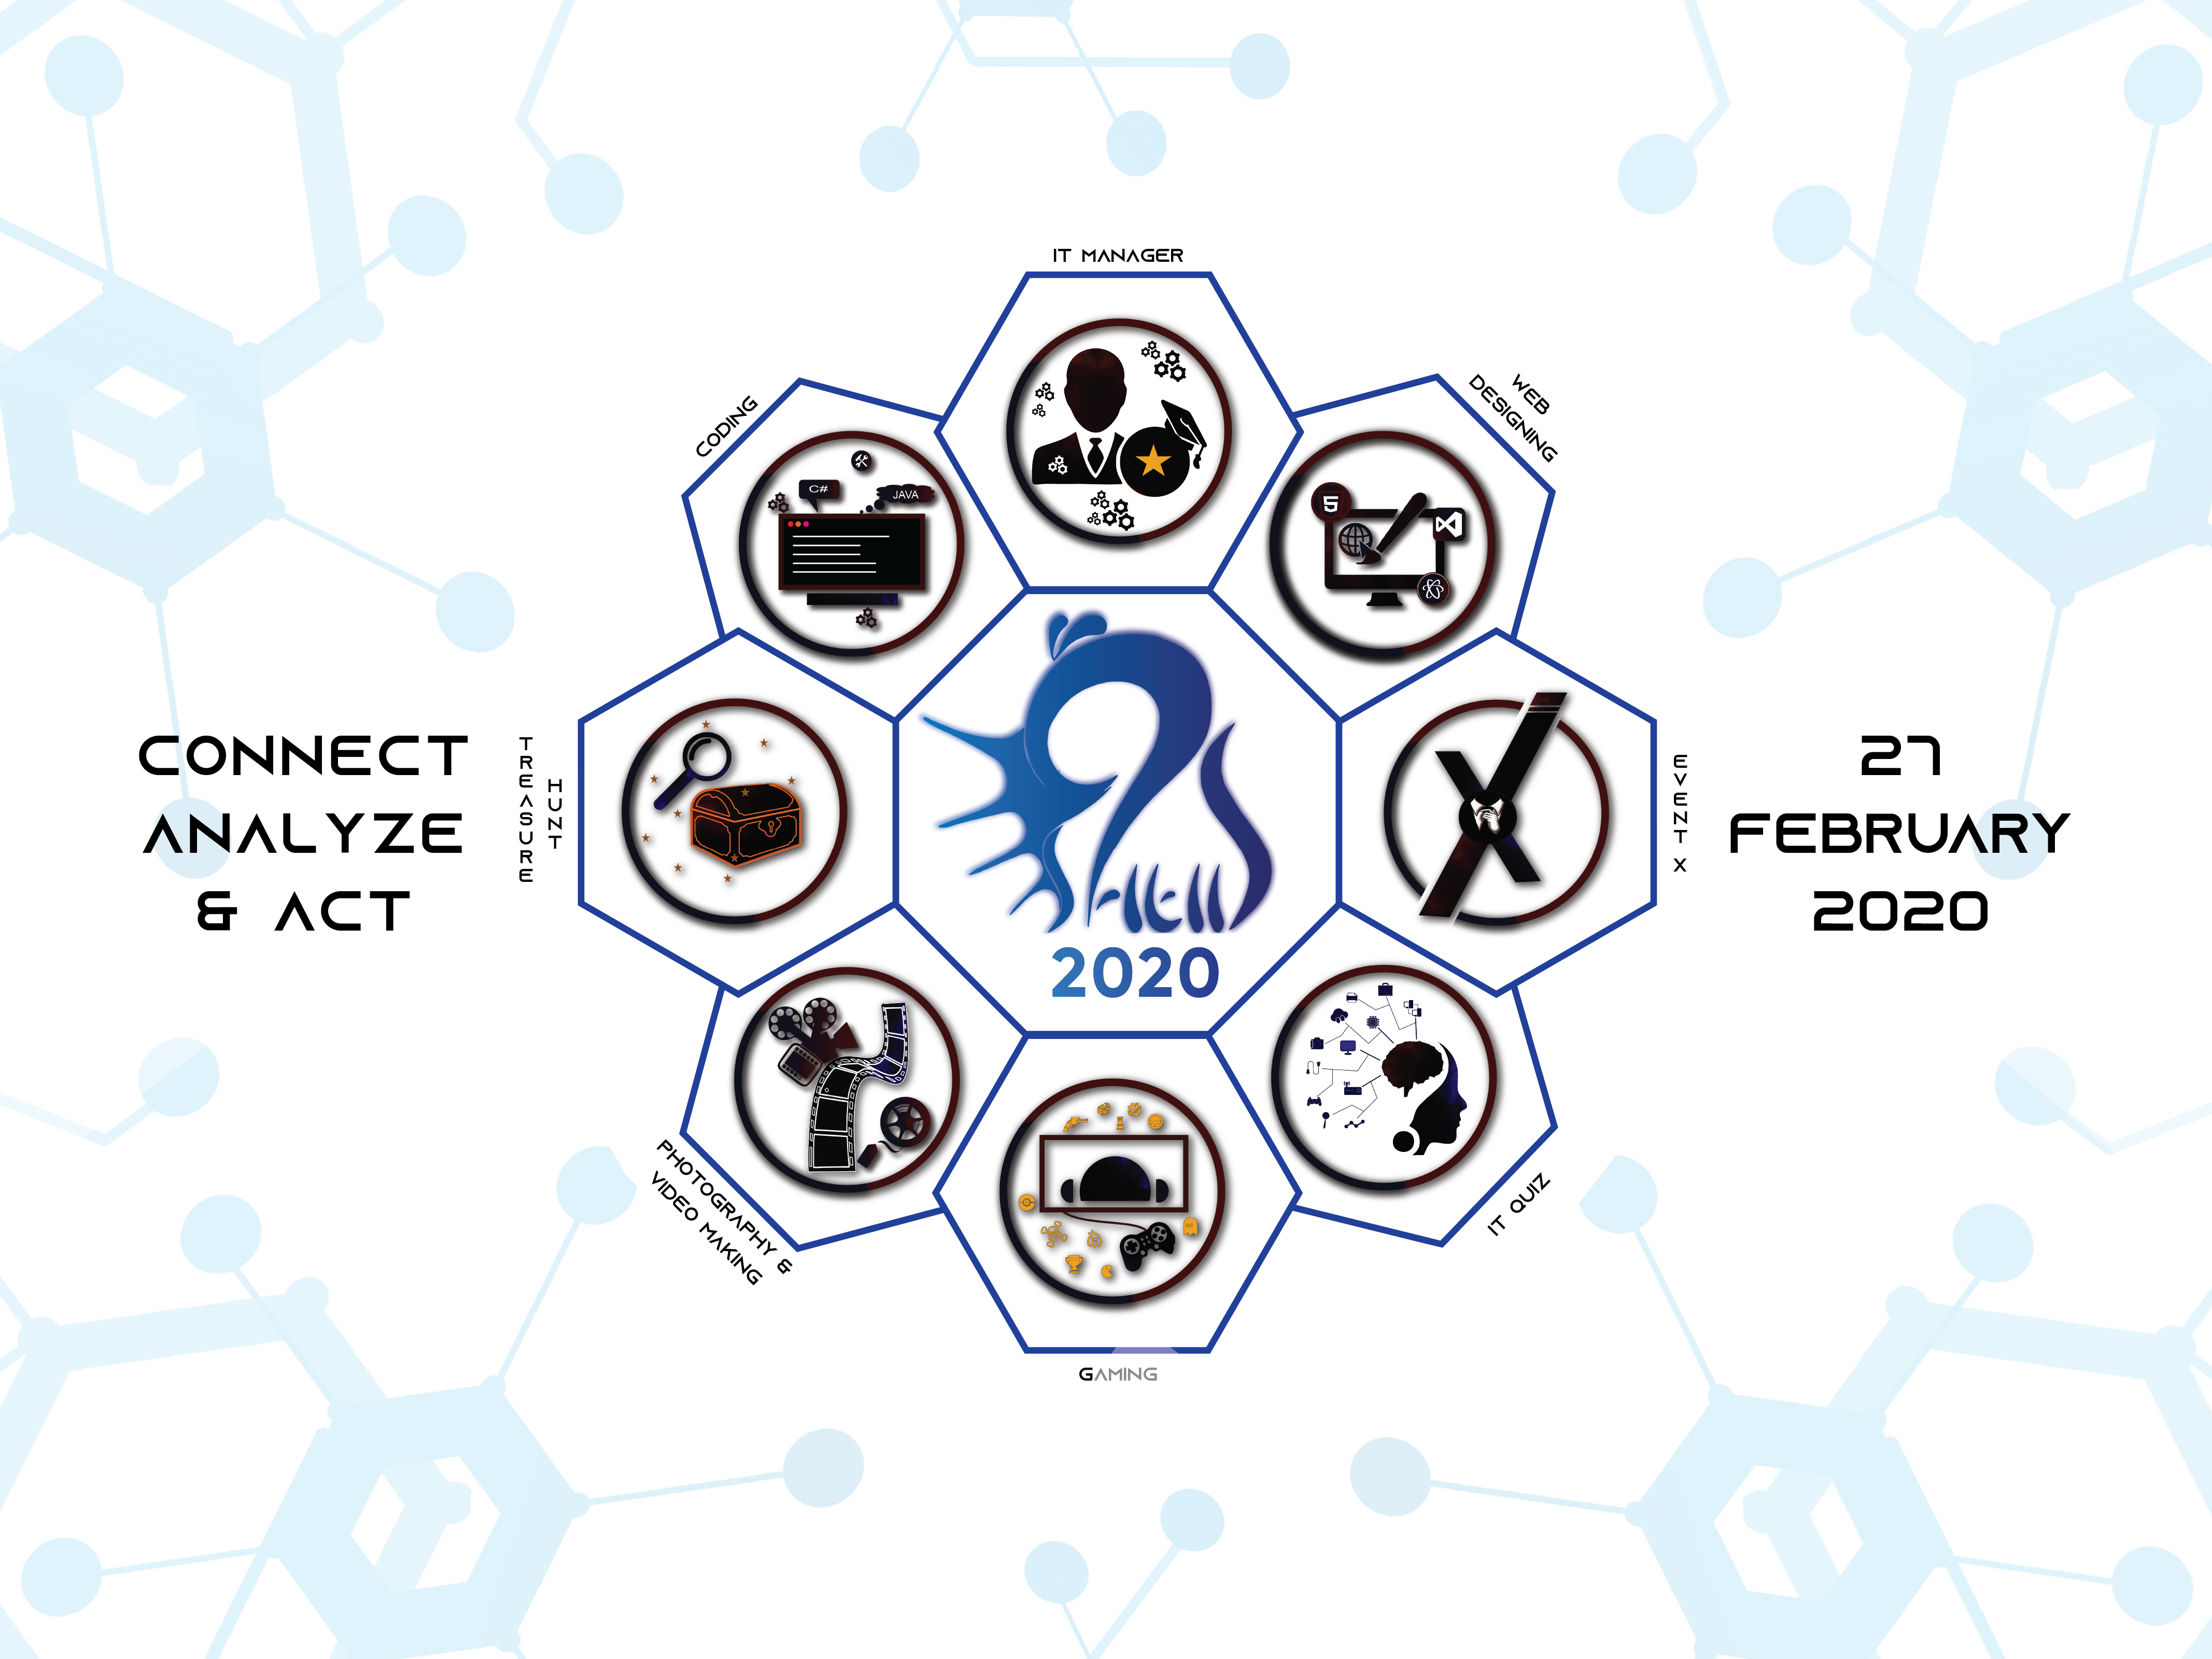 IT MANAGER
CODING
WEB
DESIGNING
C#
JAVA
5
CONNECT
ANALYZE
& ACT
TREASURE
HUNT
2020
EVENT X
27
FEBRUARY
2020
PHOTOGRAPHY &
VIDEO MAKING
IT QUIZ
GAMING